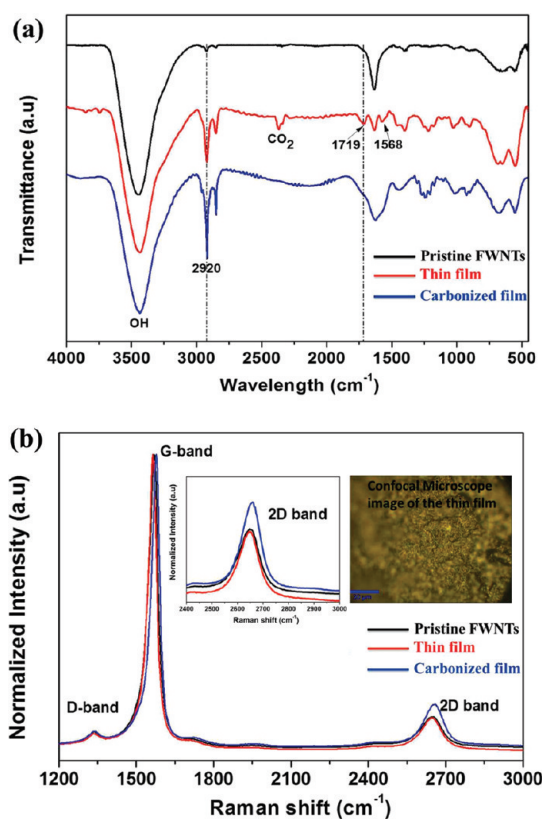 (a)
Transmittance (a.u)
CO2
1719
1568
2920
OH
Pristine FWNTs
Thin film
Carbonized film
4000 3500 3000 2500 2000 1500 1000 500
Wavelength (cm-1)
(b)
Normalized Intensity (a.u)
G-band
D-band
2D band
Normalized Intensity (a.u)
2D band
2400 2500 2600 2700 2800 2900 3000
Raman shift (cm-1)
Confocal Microscope
image of the thin film
Pristine FWNTs
Thin film
Carbonized film
1200 1500 1800 2100 2400 2700 3000
Raman shift (cm-1)